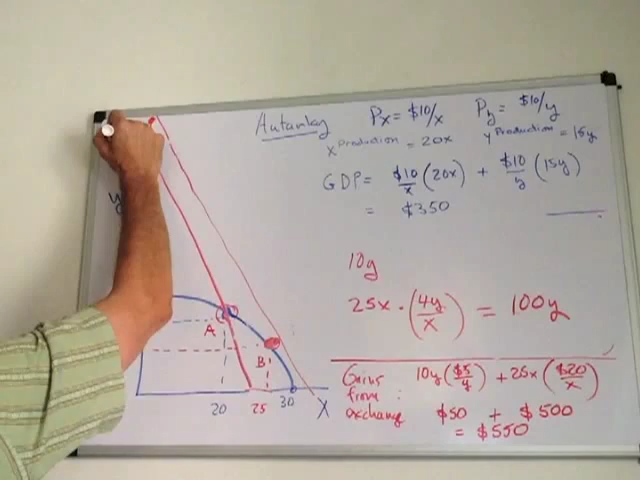 Autarky Px = $10/x Py = $10/y
x Production = 20x y Production = 15y
GDP = $10/x (20x) + $10/y (15y)
= $350
y
10y
25x · (4y/x) = 100y
Gains from exchange: 10y($5/y) + 25x($20/x)
$50 + $500
= $550
A
B
20 25 30 X